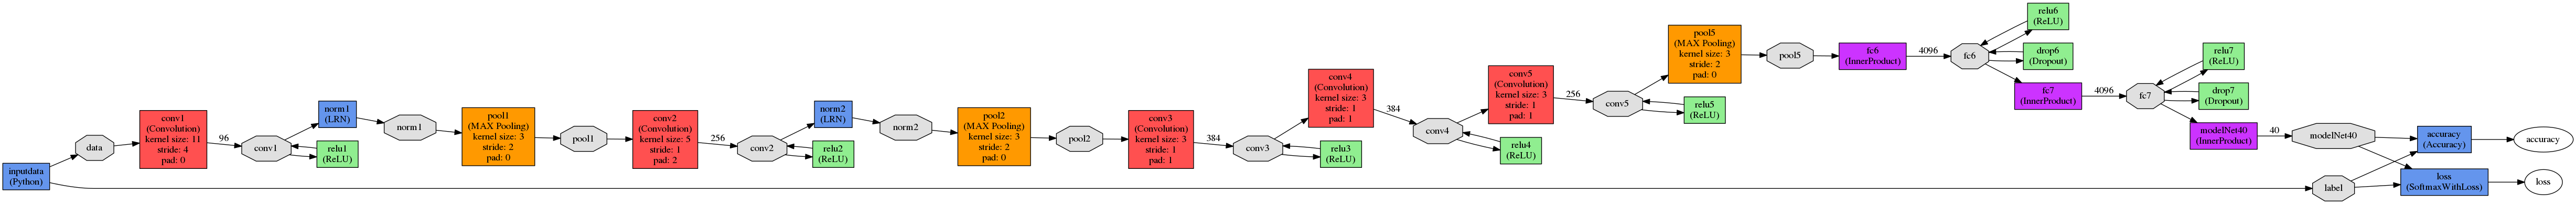 inputdata
(Python)
data
conv1
(Convolution)
kernel size: 11
stride: 4
pad: 0
96
conv1
norm1
(LRN)
relu1
(ReLU)
norm1
pool1
(MAX Pooling)
kernel size: 3
stride: 2
pad: 0
pool1
conv2
(Convolution)
kernel size: 5
stride: 1
pad: 2
256
conv2
norm2
(LRN)
relu2
(ReLU)
norm2
pool2
(MAX Pooling)
kernel size: 3
stride: 2
pad: 0
pool2
conv3
(Convolution)
kernel size: 3
stride: 1
pad: 1
384
conv3
conv4
(Convolution)
kernel size: 3
stride: 1
pad: 1
relu3
(ReLU)
384
conv4
conv5
(Convolution)
kernel size: 3
stride: 1
pad: 1
relu4
(ReLU)
256
conv5
pool5
(MAX Pooling)
kernel size: 3
stride: 2
pad: 0
relu5
(ReLU)
pool5
fc6
(InnerProduct)
4096
fc6
relu6
(ReLU)
drop6
(Dropout)
fc7
(InnerProduct)
4096
fc7
relu7
(ReLU)
drop7
(Dropout)
modelNet40
(InnerProduct)
40
modelNet40
label
accuracy
(Accuracy)
loss
(SoftmaxWithLoss)
accuracy
loss